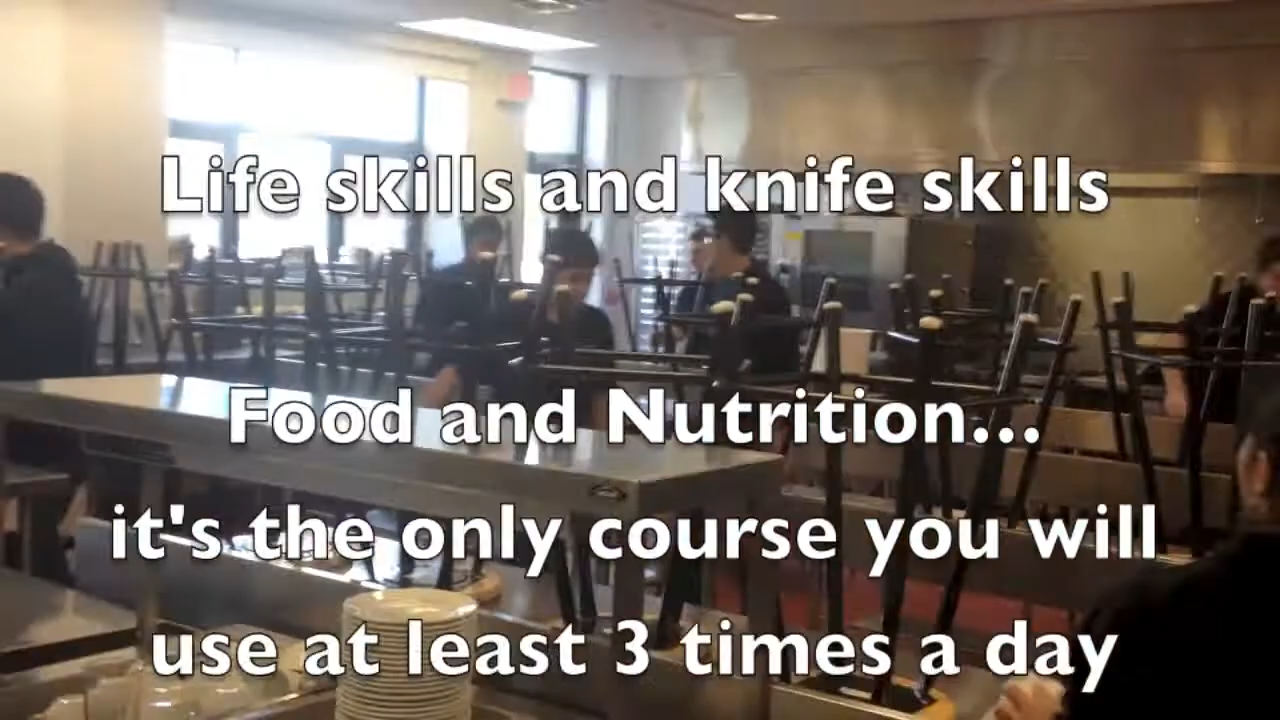 Life skills and knife skills
Food and Nutrition...
it's the only course you will
use at least 3 times a day